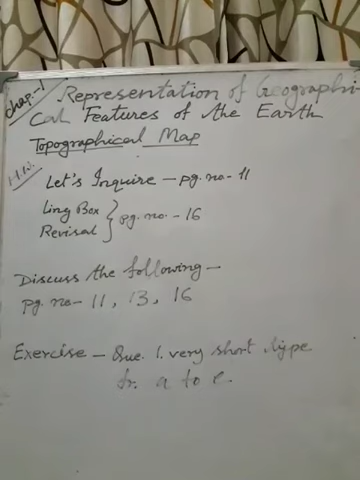 Chap-1 Representation of Geographi-
cal Features of the Earth
Topographical Map
H.W. Let's Inquire - pg. no - 11
Ling Box
Revisal } pg. no. - 16
Discuss the following -
pg. no - 11, 13, 16
Exercise - Que. 1. very short type
fr. a to e.